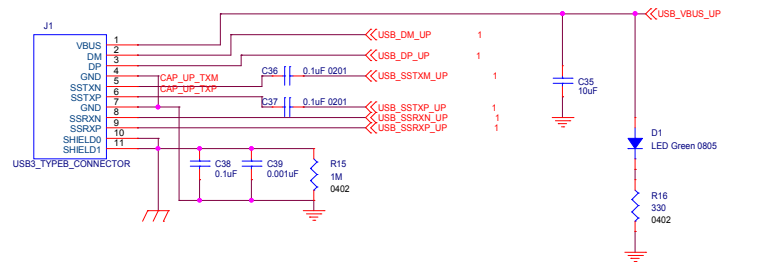 J1
VBUS 1
DM 2
DP 3
GND 4
SSTXN 5
SSTXP 6
GND 7
SSRXN 8
SSRXP 9
SHIELD0 10
SHIELD1 11
USB3_TYPEB_CONNECTOR
CAP_UP_TXM
CAP_UP_TXP
C36 0.1uF 0201
C37 0.1uF 0201
USB_VBUS_UP
USB_DM_UP 1
USB_DP_UP 1
USB_SSTXM_UP 1
USB_SSTXP_UP 1
USB_SSRXN_UP 1
USB_SSRXP_UP 1
C35
10uF
D1
LED Green 0805
R16
330
0402
C38
0.1uF
C39
0.001uF
R15
1M
0402